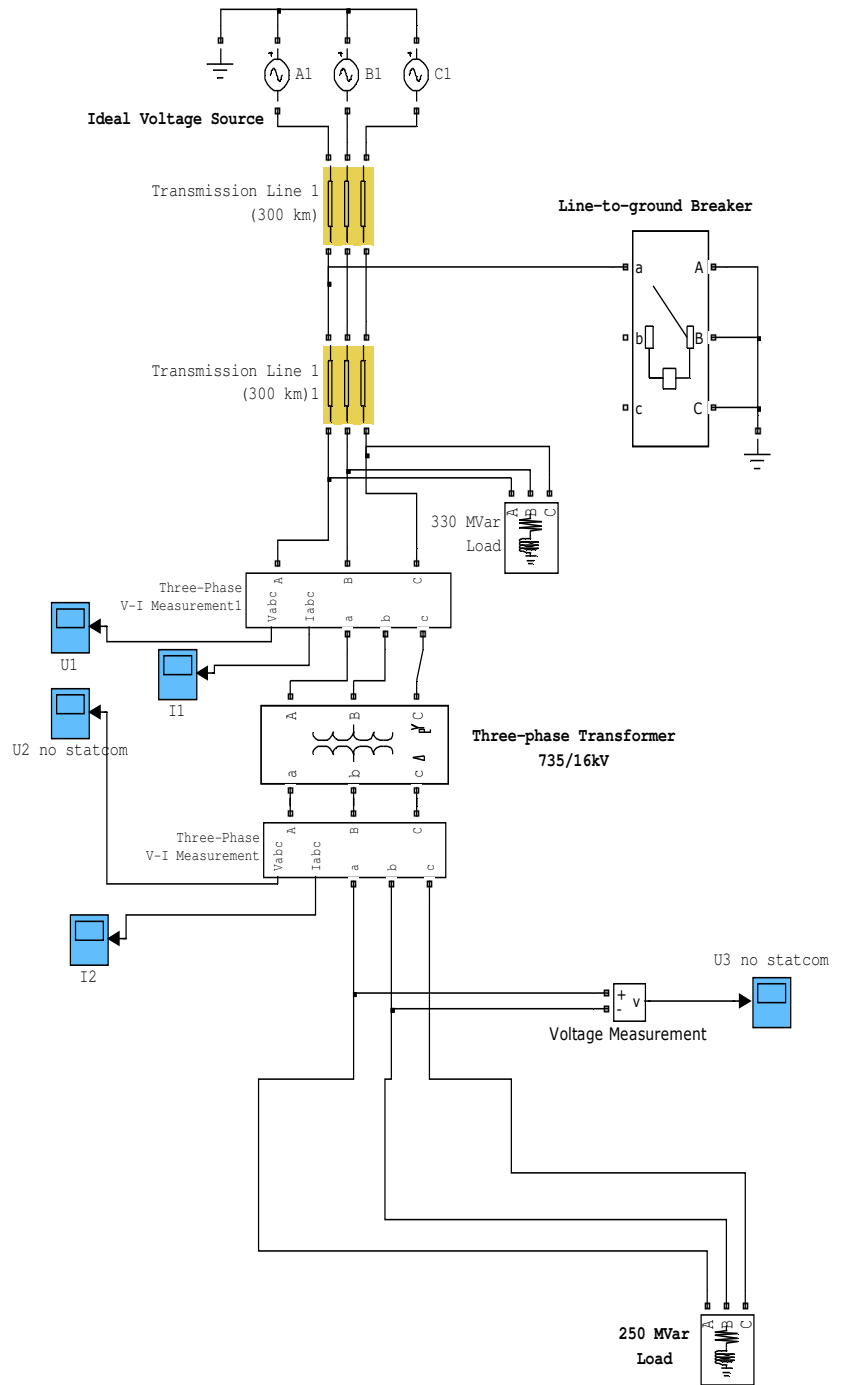 A1
B1
C1
Ideal Voltage Source
Transmission Line 1
(300 km)
Line-to-ground Breaker
a A
b B
c C
Transmission Line 1
(300 km)1
A B C
330 MVar
Load
Three-Phase
V-I Measurement1
Vabc A
Iabc
B
C
a
b
c
U1
I1
U2 no statcom
A
B
C
a
b
c
Three-phase Transformer
735/16kV
Three-Phase
V-I Measurement
Vabc A
Iabc
B
C
a
b
c
I2
U3 no statcom
+
-
v
Voltage Measurement
A B C
250 MVar
Load